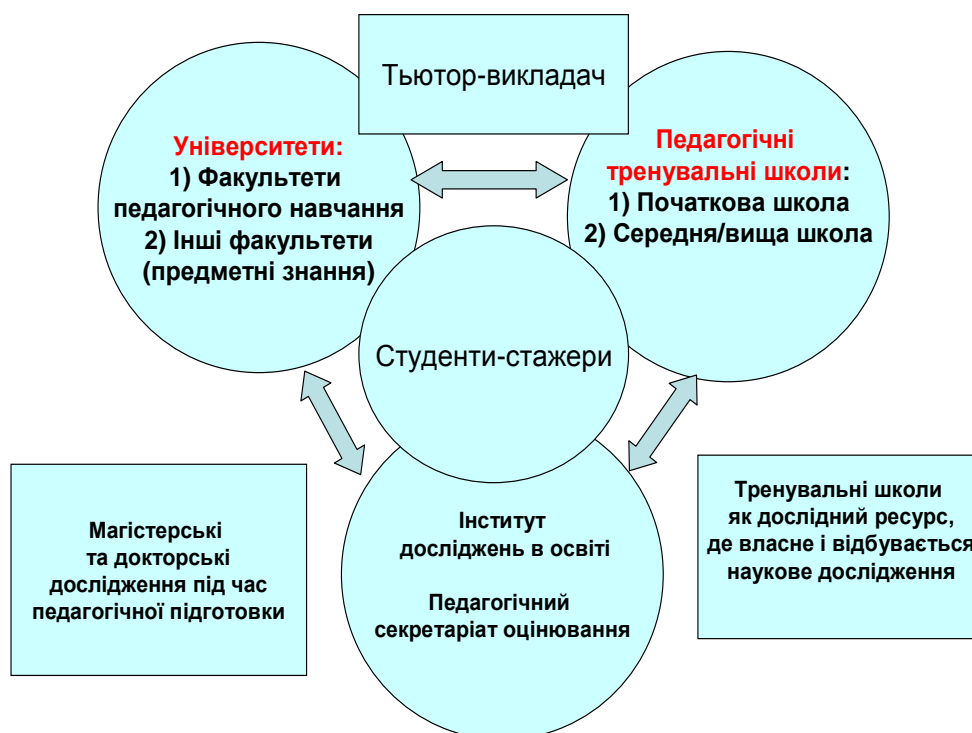 Тьютор-викладач
Університети:
1) Факультети
педагогічного навчання
2) Інші факультети
(предметні знання)
Педагогічні
тренувальні школи:
1) Початкова школа
2) Середня/вища школа
Студенти-стажери
Магістерські
та докторські
дослідження під час
педагогічної підготовки
Інститут
досліджень в освіті
Педагогічний
секретаріат оцінювання
Тренувальні школи
як дослідний ресурс,
де власне і відбувається
наукове дослідження